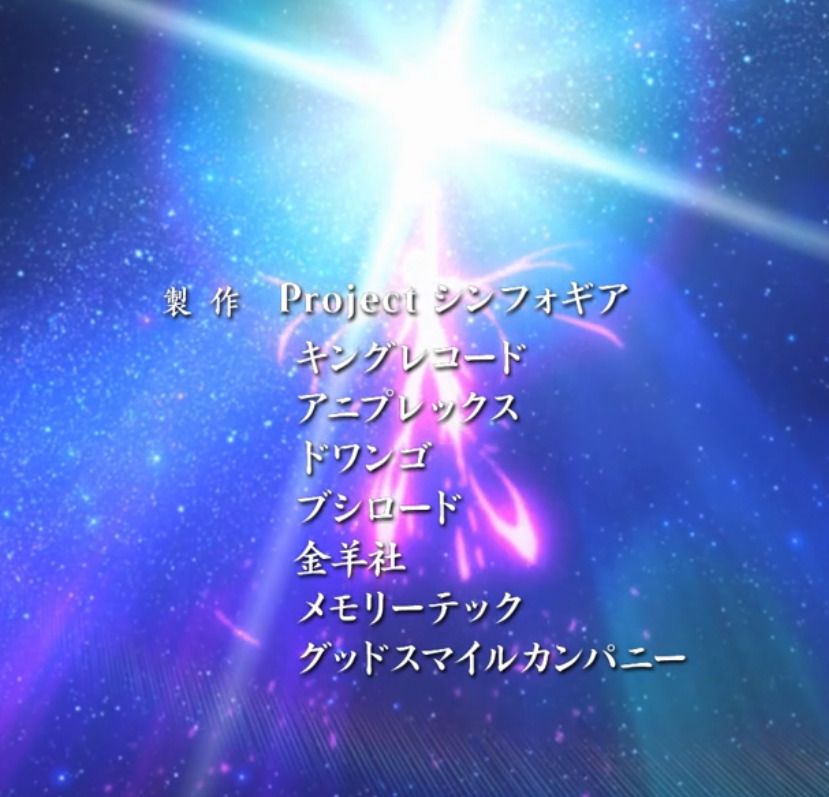 製 作　Project シンフォギア
キングレコード
アニプレックス
ドワンゴ
ブシロード
金羊社
メモリーテック
グッドスマイルカンパニー